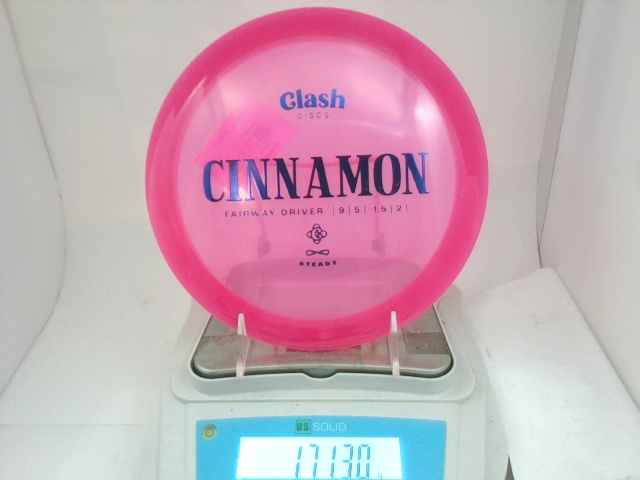 Clash
DISCS
CINNAMON
FAIRWAY DRIVER | 9 | 5 | 1.5 | 2 |
STEADY
US SOLID
171.30